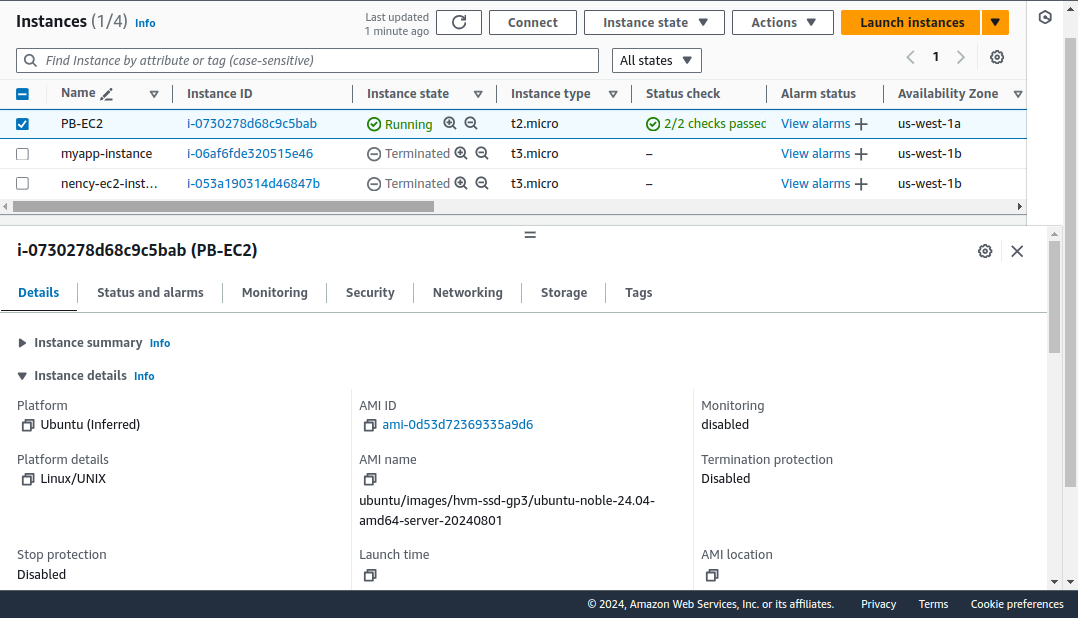 Instances (1/4) Info
Last updated
1 minute ago
Connect Instance state Actions Launch instances
Find Instance by attribute or tag (case-sensitive) All states 1
Name Instance ID Instance state Instance type Status check Alarm status Availability Zone
PB-EC2 i-0730278d68c9c5bab Running t2.micro 2/2 checks passed View alarms us-west-1a
myapp-instance i-06af6fde320515e46 Terminated t3.micro – View alarms us-west-1b
nency-ec2-inst... i-053a190314d46847b Terminated t3.micro – View alarms us-west-1b
i-0730278d68c9c5bab (PB-EC2)
Details Status and alarms Monitoring Security Networking Storage Tags
Instance summary Info
Instance details Info
Platform AMI ID Monitoring
Ubuntu (Inferred) ami-0d53d72369335a9d6 disabled
Platform details AMI name Termination protection
Linux/UNIX Disabled
ubuntu/images/hvm-ssd-gp3/ubuntu-noble-24.04-
amd64-server-20240801
Stop protection Launch time AMI location
Disabled
© 2024, Amazon Web Services, Inc. or its affiliates. Privacy Terms Cookie preferences